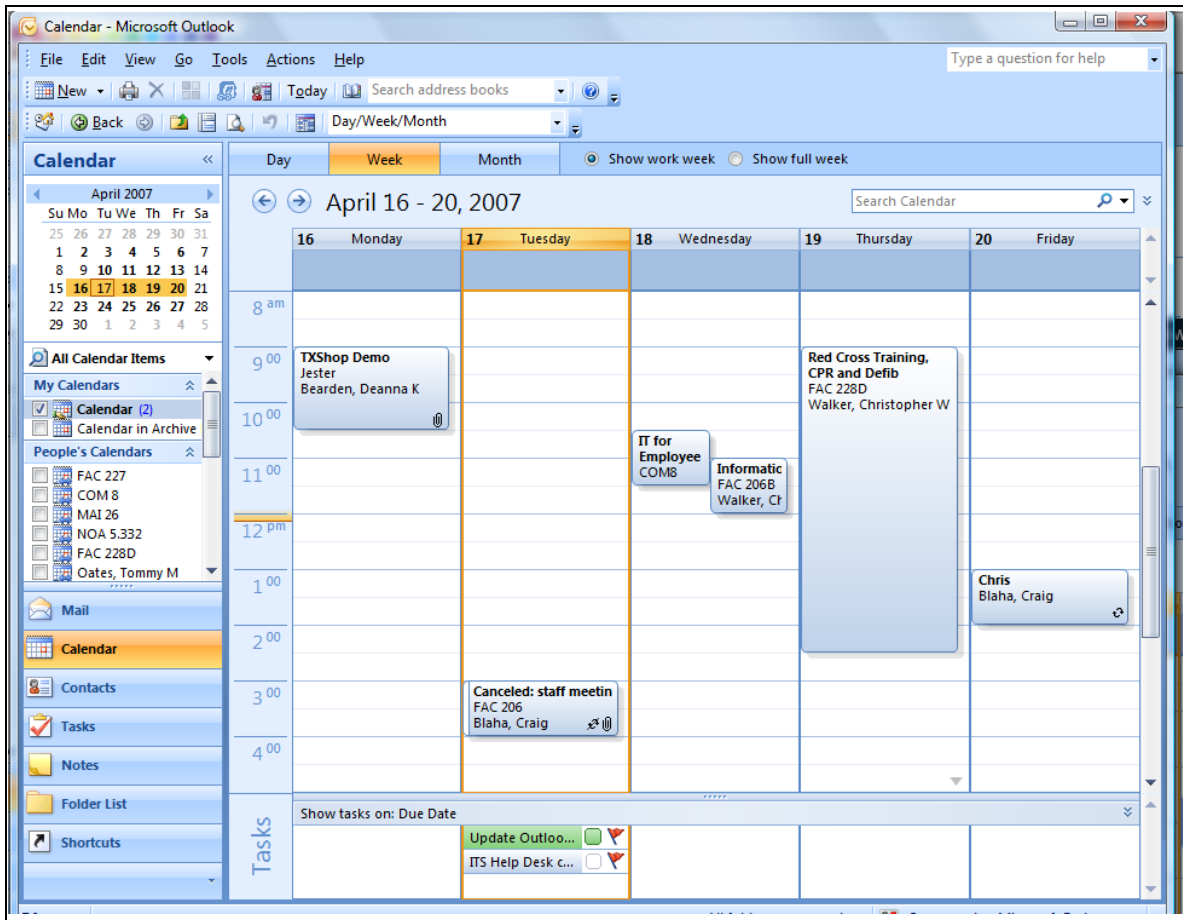 Calendar - Microsoft Outlook
File Edit View Go Tools Actions Help
Type a question for help
New Today Search address books
Back Day/Week/Month
Calendar «
Day Week Month Show work week Show full week
April 2007
Su Mo Tu We Th Fr Sa
25 26 27 28 29 30 31
1 2 3 4 5 6 7
8 9 10 11 12 13 14
15 16 17 18 19 20 21
22 23 24 25 26 27 28
29 30 1 2 3 4 5
April 16 - 20, 2007
Search Calendar
16 Monday
17 Tuesday
18 Wednesday
19 Thursday
20 Friday
All Calendar Items
My Calendars
Calendar (2)
Calendar in Archive
People's Calendars
FAC 227
COM 8
MAI 26
NOA 5.332
FAC 228D
Oates, Tommy M
Mail
Calendar
Contacts
Tasks
Notes
Folder List
Shortcuts
8 am
9 00
10 00
11 00
12 pm
1 00
2 00
3 00
4 00
TXShop Demo
Jester
Bearden, Deanna K
Canceled: staff meetin
FAC 206
Blaha, Craig
IT for
Employee
COM8
Informatic
FAC 206B
Walker, Ch
Red Cross Training,
CPR and Defib
FAC 228D
Walker, Christopher W
Chris
Blaha, Craig
Tasks
Show tasks on: Due Date
Update Outloo...
ITS Help Desk c...